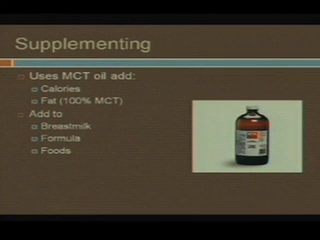 Supplementing
Uses MCT oil add:
Calories
Fat (100% MCT)
Add to
Breastmilk
Formula
Foods